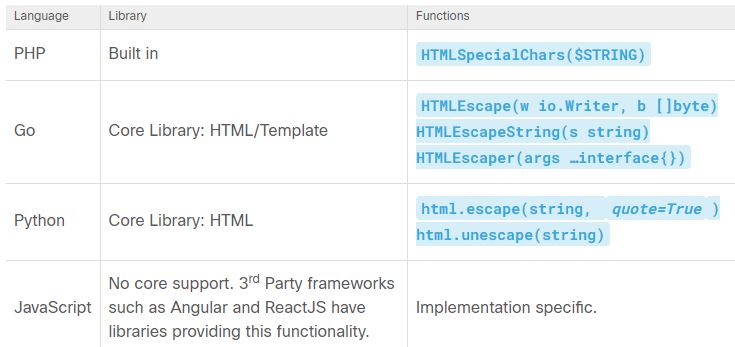 Language Library Functions
PHP Built in HTMLSpecialChars($STRING)
HTMLEscape(w io.Writer, b []byte)
Go Core Library: HTML/Template HTMLEscapeString(s string)
HTMLEscaper(args …interface{})
Python Core Library: HTML html.escape(string, quote=True )
html.unescape(string)
No core support. 3rd Party frameworks
JavaScript such as Angular and ReactJS have Implementation specific.
libraries providing this functionality.